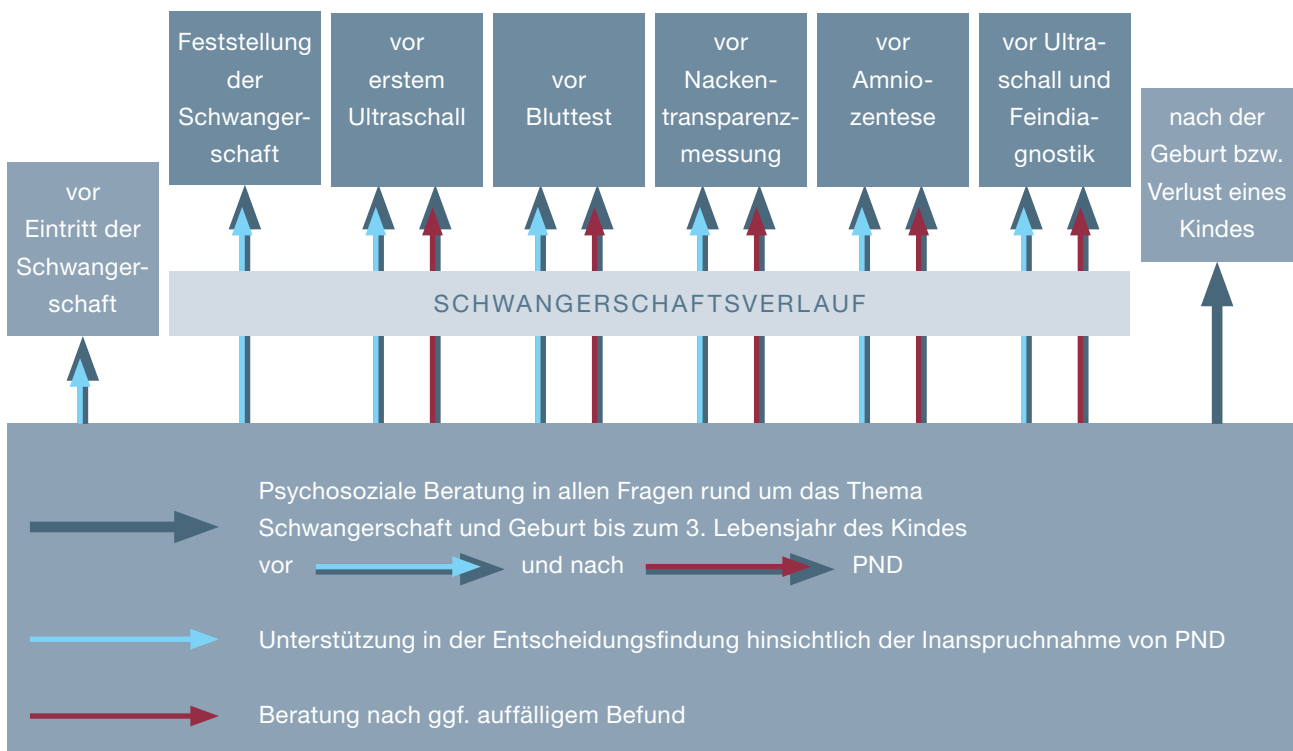 vor
Eintritt der
Schwanger-
schaft
Feststellung
der
Schwanger-
schaft
vor
erstem
Ultraschall
vor
Bluttest
vor
Nacken-
transparenz-
messung
vor
Amnio-
zentese
vor Ultra-
schall und
Feindia-
gnostik
nach der
Geburt bzw.
Verlust eines
Kindes
SCHWANGERSCHAFTSVERLAUF
Psychosoziale Beratung in allen Fragen rund um das Thema
Schwangerschaft und Geburt bis zum 3. Lebensjahr des Kindes
vor und nach PND
Unterstützung in der Entscheidungsfindung hinsichtlich der Inanspruchnahme von PND
Beratung nach ggf. auffälligem Befund